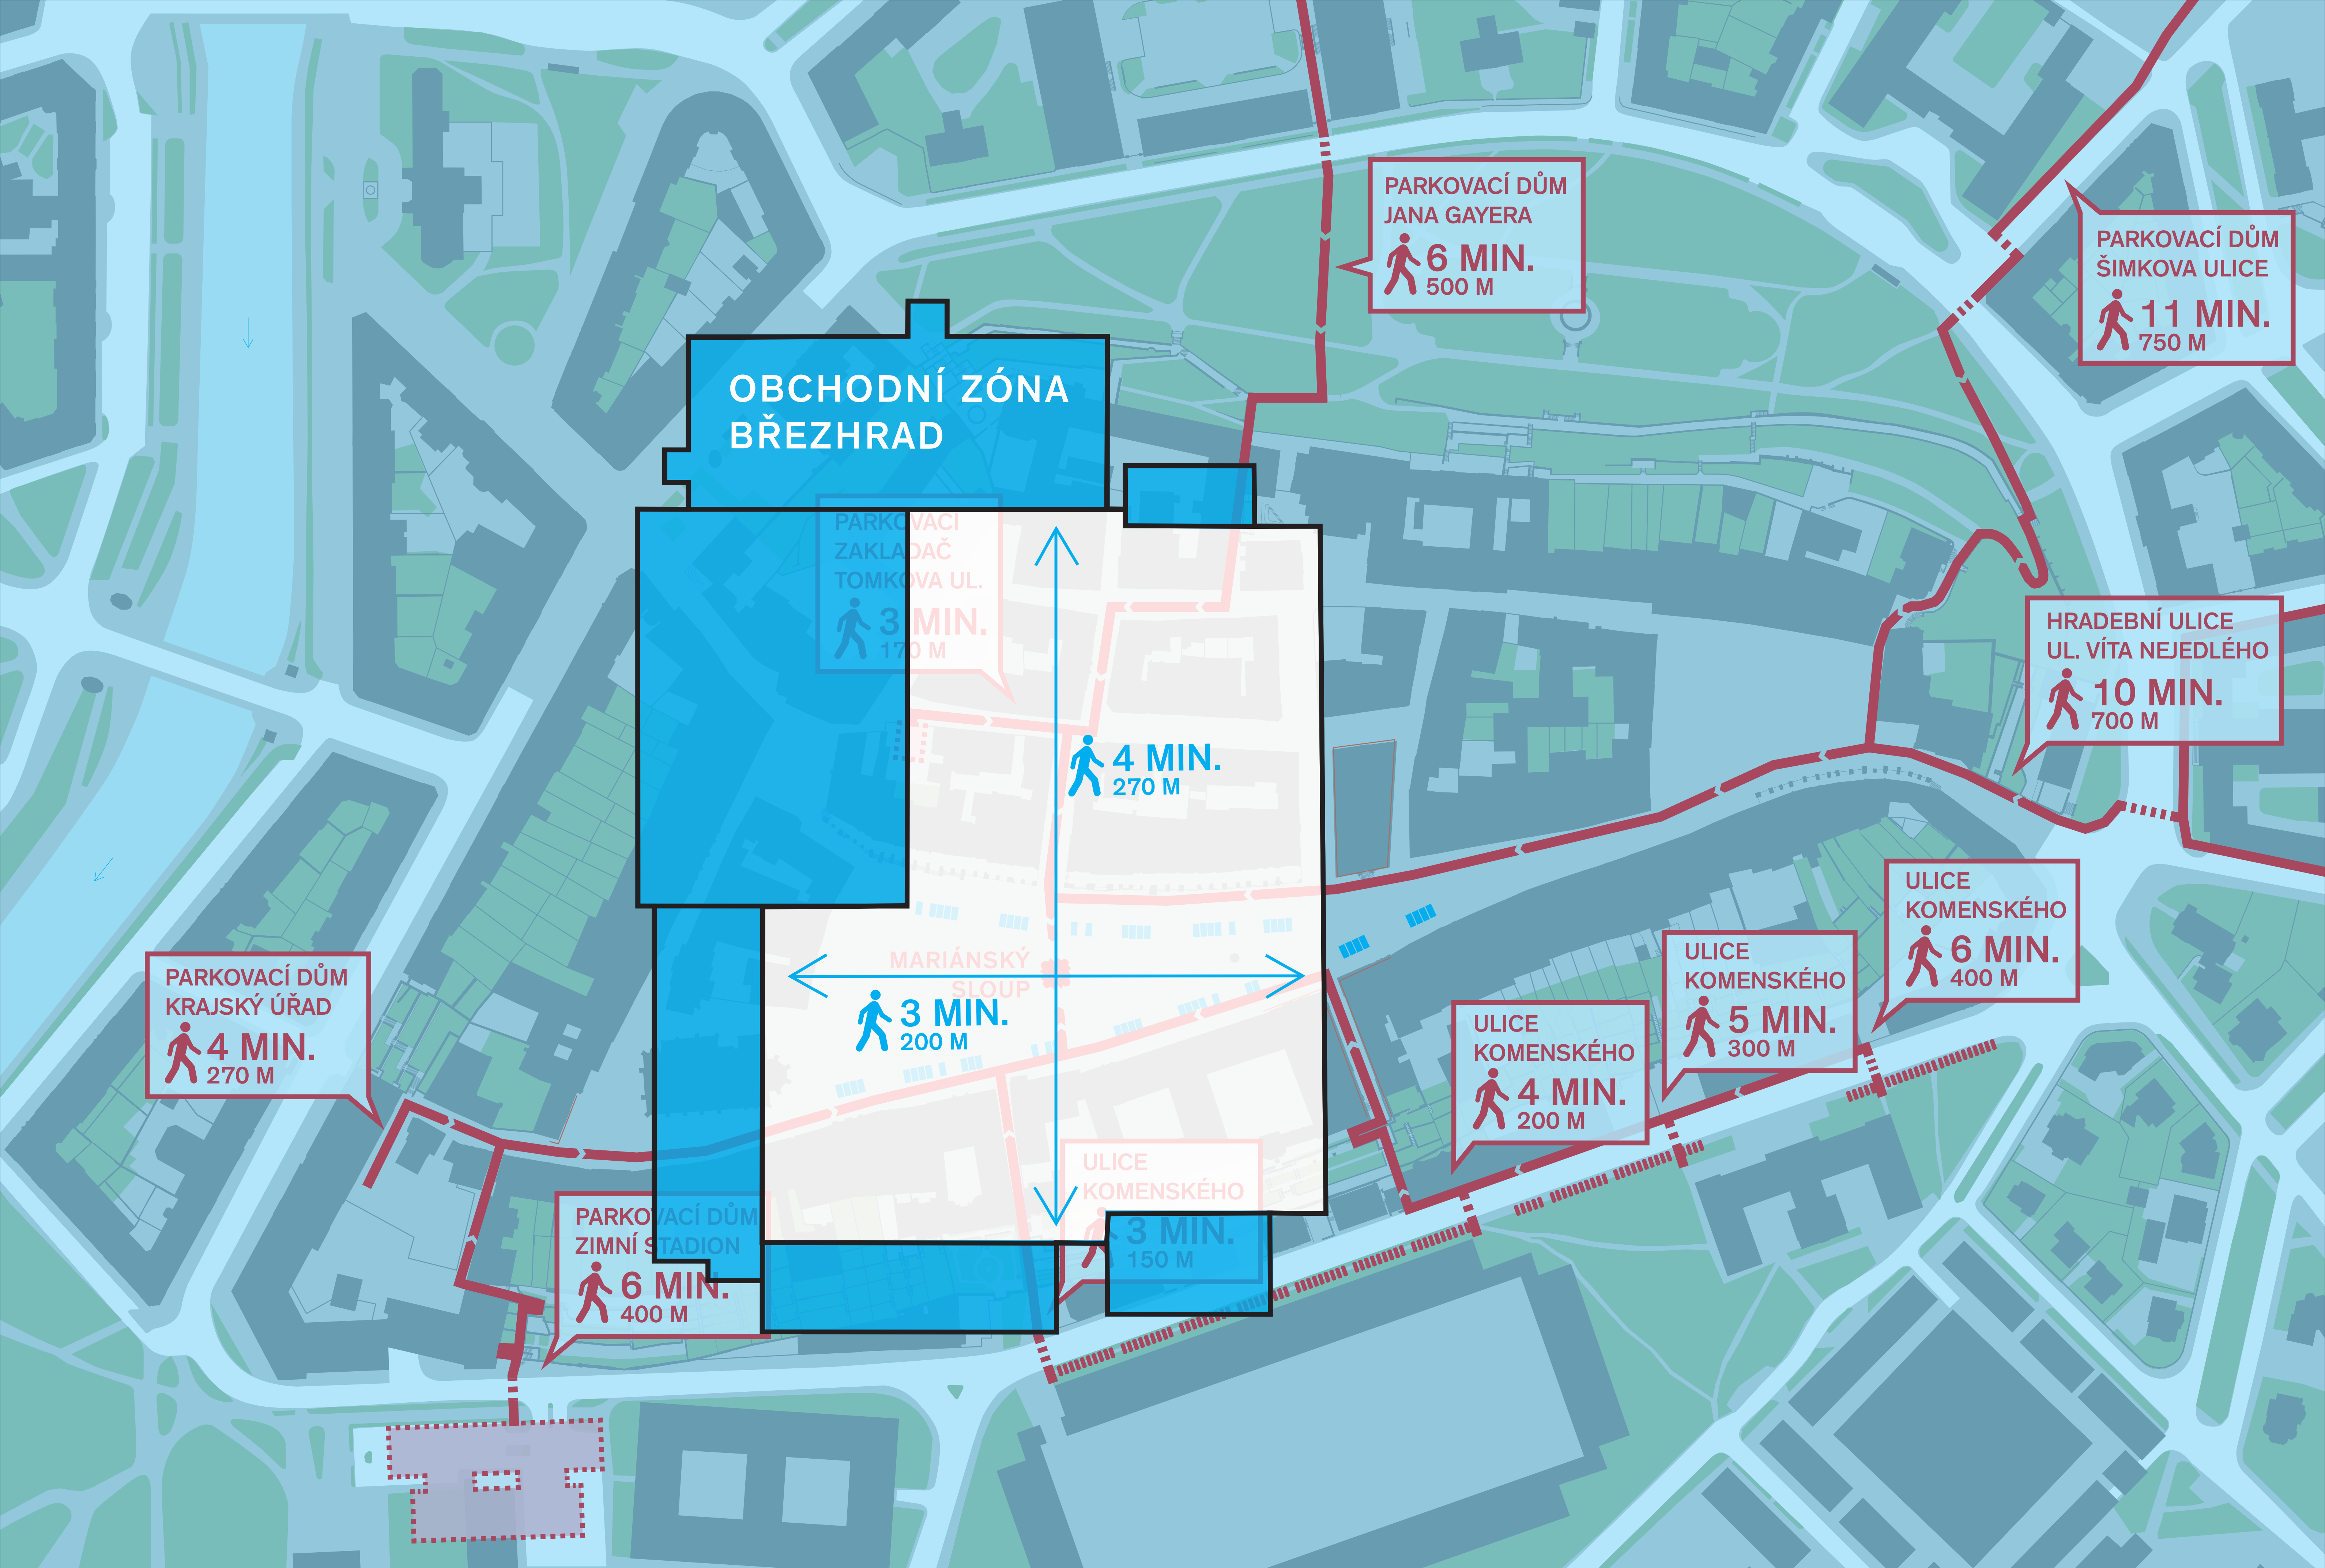 PARKOVACÍ DŮM
JANA GAYERA
6 MIN.
500 M
PARKOVACÍ DŮM
ŠIMKOVA ULICE
11 MIN.
750 M
OBCHODNÍ ZÓNA
BŘEZHRAD
PARKOVACÍ
ZAKLADAČ
TOMKOVA UL.
3 MIN.
170 M
HRADEBNÍ ULICE
UL. VÍTA NEJEDLÉHO
10 MIN.
700 M
4 MIN.
270 M
ULICE
KOMENSKÉHO
6 MIN.
400 M
ULICE
KOMENSKÉHO
5 MIN.
300 M
MARIÁNSKÝ
SLOUP
3 MIN.
200 M
PARKOVACÍ DŮM
KRAJSKÝ ÚŘAD
4 MIN.
270 M
ULICE
KOMENSKÉHO
4 MIN.
200 M
ULICE
KOMENSKÉHO
3 MIN.
150 M
PARKOVACÍ DŮM
ZIMNÍ STADION
6 MIN.
400 M